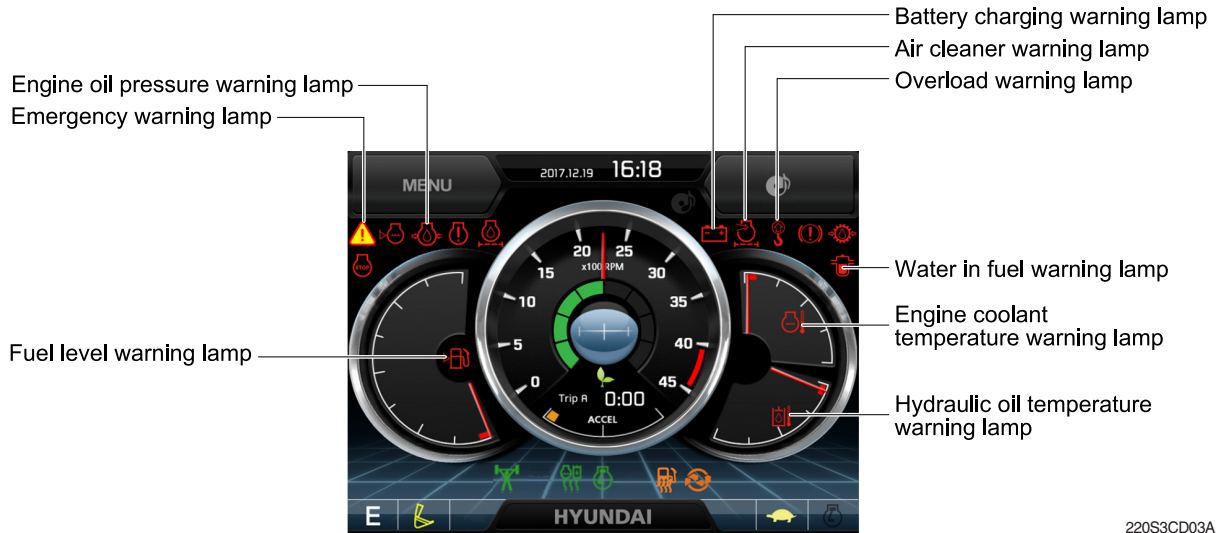 Battery charging warning lamp
Air cleaner warning lamp
Overload warning lamp
Engine oil pressure warning lamp
Emergency warning lamp
MENU
2017.12.19 16:18
STOP
0
5
10
15
20
25
30
35
40
45
x100 RPM
Trip A 0:00
ACCEL
Water in fuel warning lamp
Engine coolant
temperature warning lamp
Fuel level warning lamp
Hydraulic oil temperature
warning lamp
E
HYUNDAI
220S3CD03A